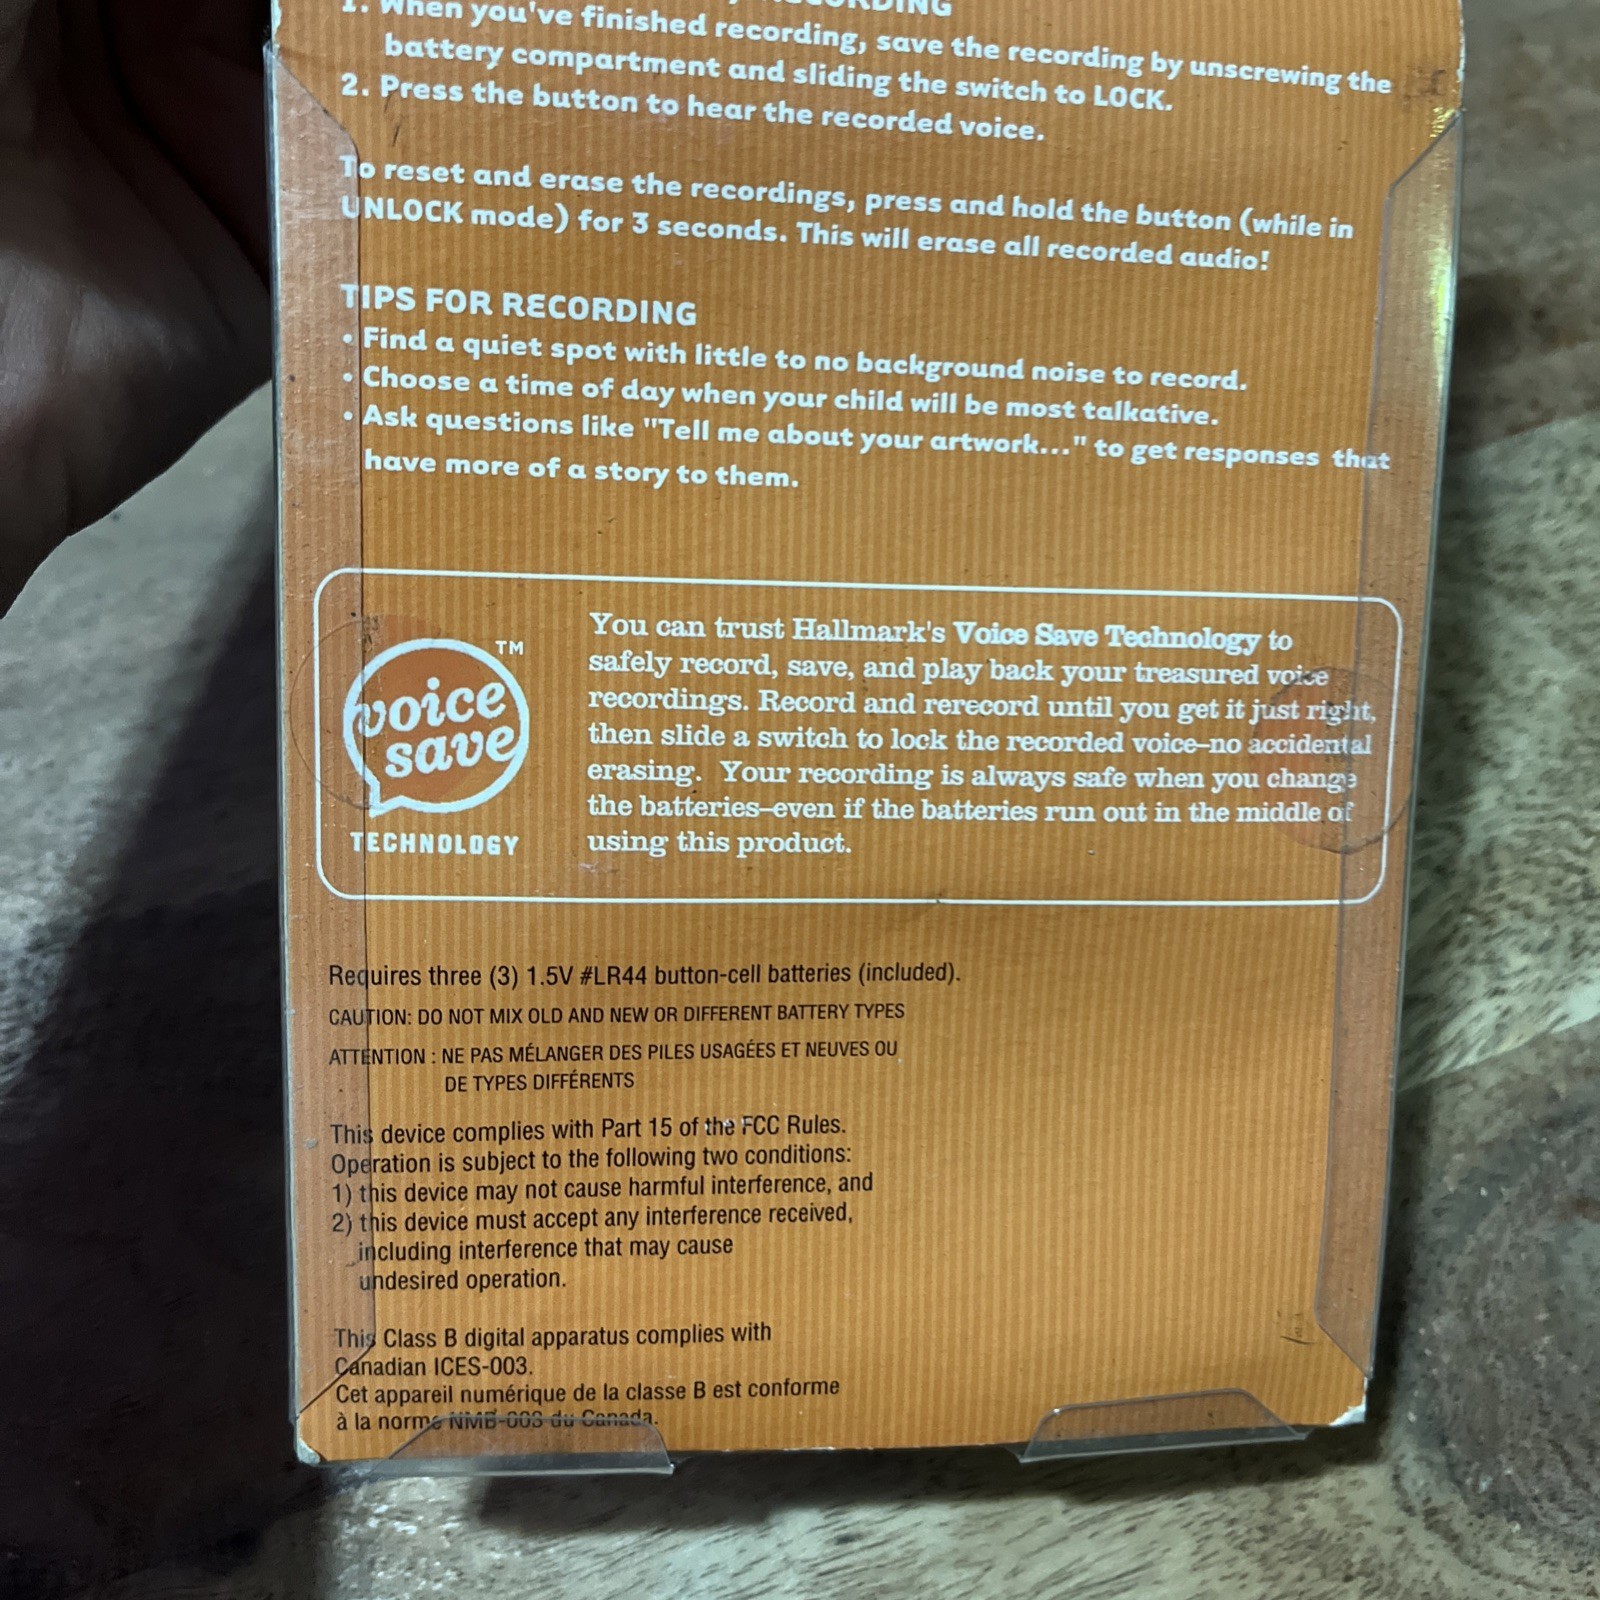 RECORDING
1. When you've finished recording, save the recording by unscrewing the
battery compartment and sliding the switch to LOCK.
2. Press the button to hear the recorded voice.
To reset and erase the recordings, press and hold the button (while in
UNLOCK mode) for 3 seconds. This will erase all recorded audio!
TIPS FOR RECORDING
• Find a quiet spot with little to no background noise to record.
• Choose a time of day when your child will be most talkative.
• Ask questions like "Tell me about your artwork..." to get responses that
have more of a story to them.
voice
save
TM
TECHNOLOGY
You can trust Hallmark's Voice Save Technology to
safely record, save, and play back your treasured voice
recordings. Record and rerecord until you get it just right,
then slide a switch to lock the recorded voice–no accidental
erasing. Your recording is always safe when you change
the batteries–even if the batteries run out in the middle of
using this product.
Requires three (3) 1.5V #LR44 button-cell batteries (included).
CAUTION: DO NOT MIX OLD AND NEW OR DIFFERENT BATTERY TYPES
ATTENTION : NE PAS MÉLANGER DES PILES USAGÉES ET NEUVES OU
DE TYPES DIFFÉRENTS
This device complies with Part 15 of the FCC Rules.
Operation is subject to the following two conditions:
1) this device may not cause harmful interference, and
2) this device must accept any interference received,
including interference that may cause
undesired operation.
This Class B digital apparatus complies with
Canadian ICES-003.
Cet appareil numérique de la classe B est conforme
à la norme NMB-003 du Canada.